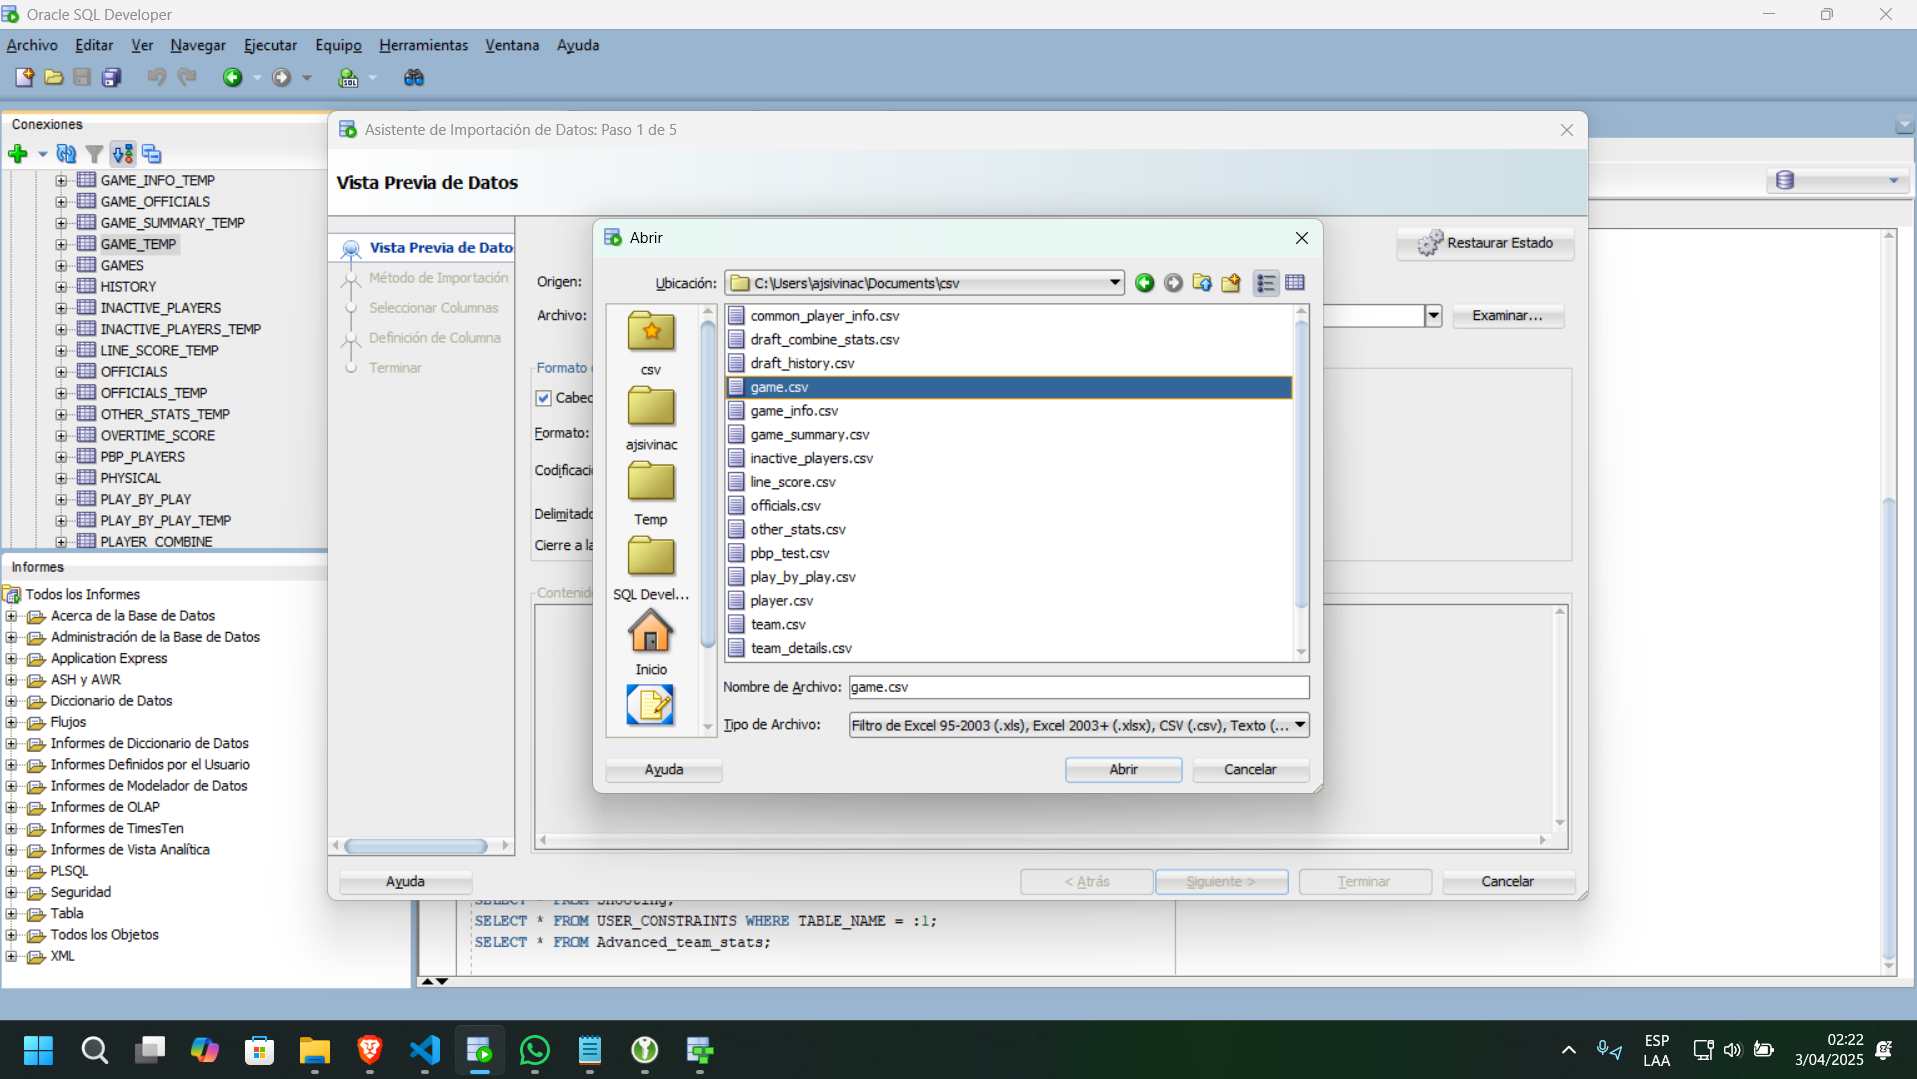 Oracle SQL Developer
Archivo Editar Ver Navegar Ejecutar Equipo Herramientas Ventana Ayuda
Conexiones
GAME_INFO_TEMP
GAME_OFFICIALS
GAME_SUMMARY_TEMP
GAME_TEMP
GAMES
HISTORY
INACTIVE_PLAYERS
INACTIVE_PLAYERS_TEMP
LINE_SCORE_TEMP
OFFICIALS
OFFICIALS_TEMP
OTHER_STATS_TEMP
OVERTIME_SCORE
PBP_PLAYERS
PHYSICAL
PLAY_BY_PLAY
PLAY_BY_PLAY_TEMP
PLAYER_COMBINE
Informes
Todos los Informes
Acerca de la Base de Datos
Administración de la Base de Datos
Application Express
ASH y AWR
Diccionario de Datos
Flujos
Informes de Diccionario de Datos
Informes Definidos por el Usuario
Informes de Modelador de Datos
Informes de OLAP
Informes de TimesTen
Informes de Vista Analítica
PLSQL
Seguridad
Tabla
Todos los Objetos
XML
Asistente de Importación de Datos: Paso 1 de 5
Vista Previa de Datos
Vista Previa de Dato
Método de Importación
Seleccionar Columnas
Definición de Columna
Terminar
Restaurar Estado
Origen:
Archivo:
Examinar...
Formato
Cabec
Formato:
Codificaci
Delimitado
Cierre a la
Contenid
Abrir
Ubicación: C:\Users\ajsivinac\Documents\csv
csv
ajsivinac
Temp
SQL Devel...
Inicio
common_player_info.csv
draft_combine_stats.csv
draft_history.csv
game.csv
game_info.csv
game_summary.csv
inactive_players.csv
line_score.csv
officials.csv
other_stats.csv
pbp_test.csv
play_by_play.csv
player.csv
team.csv
team_details.csv
Nombre de Archivo: game.csv
Tipo de Archivo: Filtro de Excel 95-2003 (.xls), Excel 2003+ (.xlsx), CSV (.csv), Texto (...
Ayuda Abrir Cancelar
Ayuda < Atrás Siguiente > Terminar Cancelar
SELECT * FROM Shooting;
SELECT * FROM USER_CONSTRAINTS WHERE TABLE_NAME = :1;
SELECT * FROM Advanced_team_stats;
SQL
ESP
LAA
02:22
3/04/2025